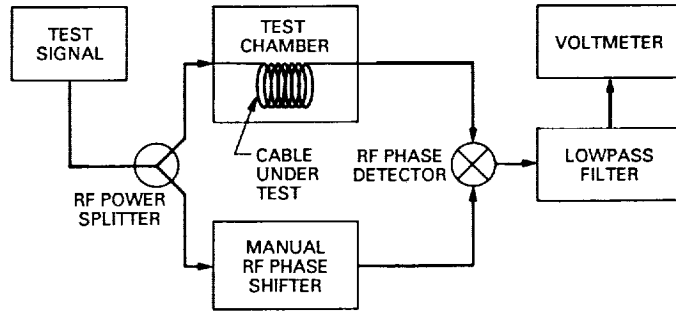 TEST
SIGNAL
TEST
CHAMBER
VOLTMETER
CABLE
UNDER
TEST
RF PHASE
DETECTOR
LOWPASS
FILTER
RF POWER
SPLITTER
MANUAL
RF PHASE
SHIFTER